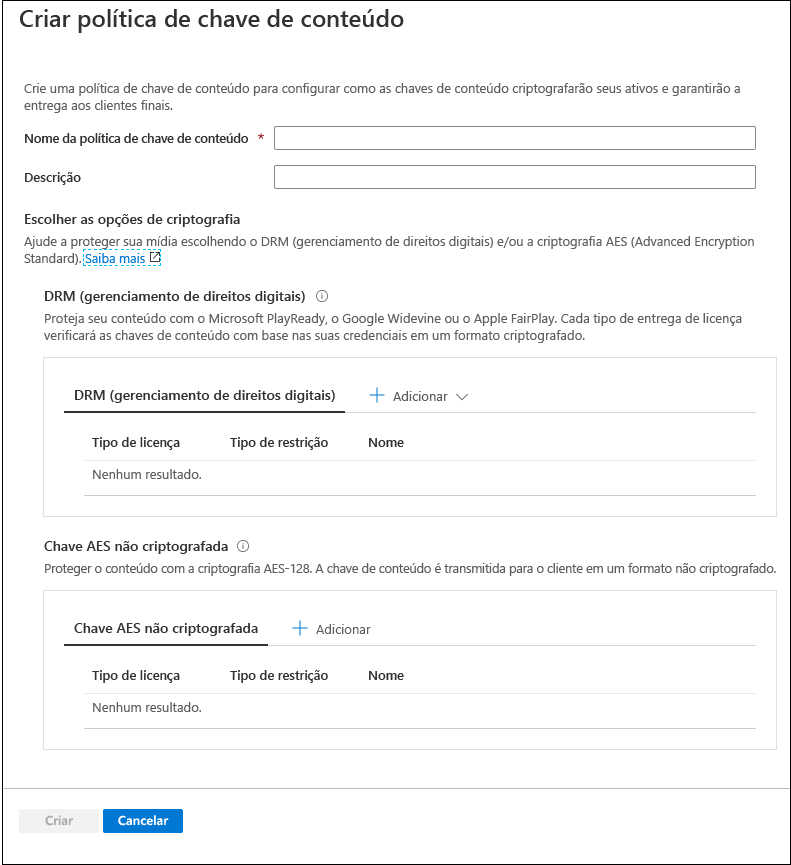 Criar política de chave de conteúdo
Crie uma política de chave de conteúdo para configurar como as chaves de conteúdo criptografarão seus ativos e garantirão a
entrega aos clientes finais.
Nome da política de chave de conteúdo *
Descrição
Escolher as opções de criptografia
Ajude a proteger sua mídia escolhendo o DRM (gerenciamento de direitos digitais) e/ou a criptografia AES (Advanced Encryption
Standard). Saiba mais
DRM (gerenciamento de direitos digitais)
Proteja seu conteúdo com o Microsoft PlayReady, o Google Widevine ou o Apple FairPlay. Cada tipo de entrega de licença
verificará as chaves de conteúdo com base nas suas credenciais em um formato criptografado.
DRM (gerenciamento de direitos digitais) Adicionar
Tipo de licença Tipo de restrição Nome
Nenhum resultado.
Chave AES não criptografada
Proteger o conteúdo com a criptografia AES-128. A chave de conteúdo é transmitida para o cliente em um formato não criptografado.
Chave AES não criptografada Adicionar
Tipo de licença Tipo de restrição Nome
Nenhum resultado.
Criar Cancelar